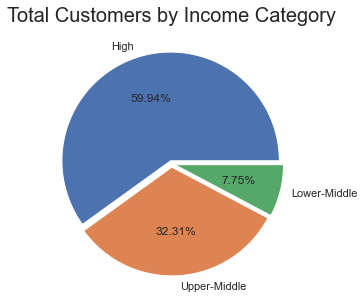 Total Customers by Income Category
High
59.94%
7.75%
Lower-Middle
32.31%
Upper-Middle